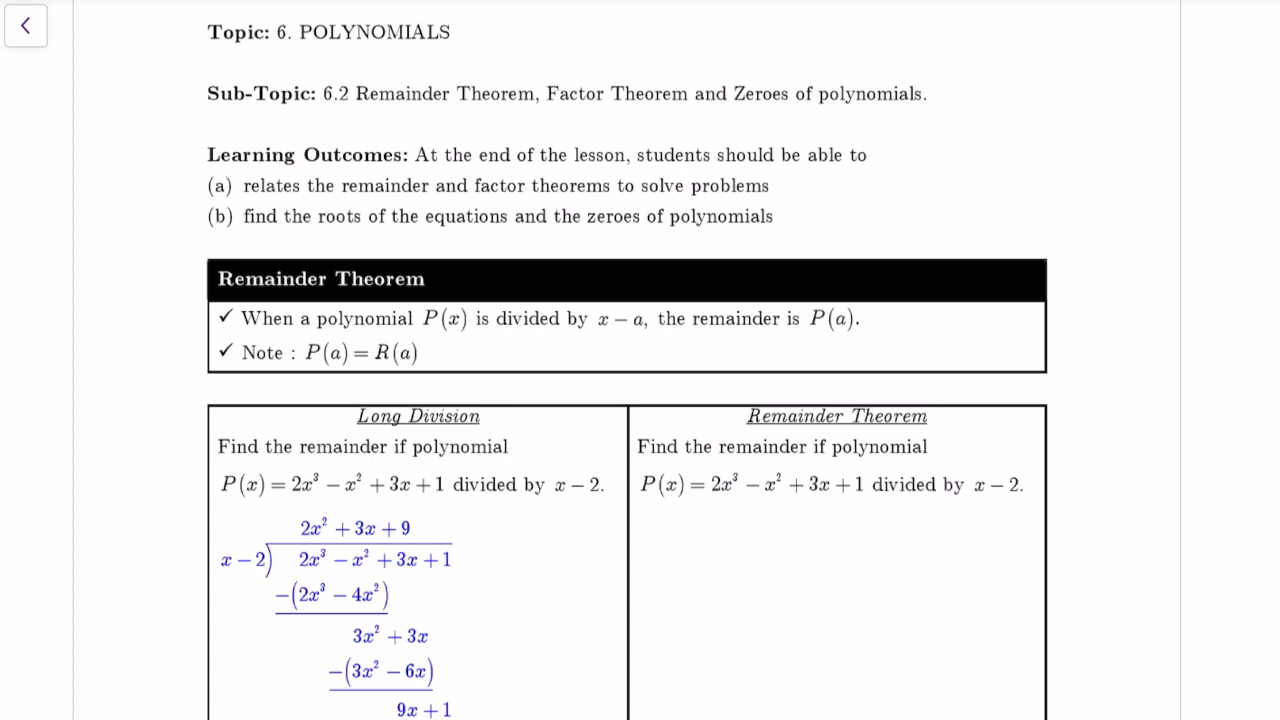 Topic: 6. POLYNOMIALS
Sub-Topic: 6.2 Remainder Theorem, Factor Theorem and Zeroes of polynomials.
Learning Outcomes: At the end of the lesson, students should be able to
(a) relates the remainder and factor theorems to solve problems
(b) find the roots of the equations and the zeroes of polynomials
Remainder Theorem
✓ When a polynomial P(x) is divided by x − a, the remainder is P(a).
✓ Note : P(a) = R(a)
Long Division
Find the remainder if polynomial
P(x) = 2x³ − x² + 3x + 1 divided by x − 2.
2x² + 3x + 9
x − 2) 2x³ − x² + 3x + 1
−(2x³ − 4x²)
3x² + 3x
−(3x² − 6x)
9x + 1
Remainder Theorem
Find the remainder if polynomial
P(x) = 2x³ − x² + 3x + 1 divided by x − 2.